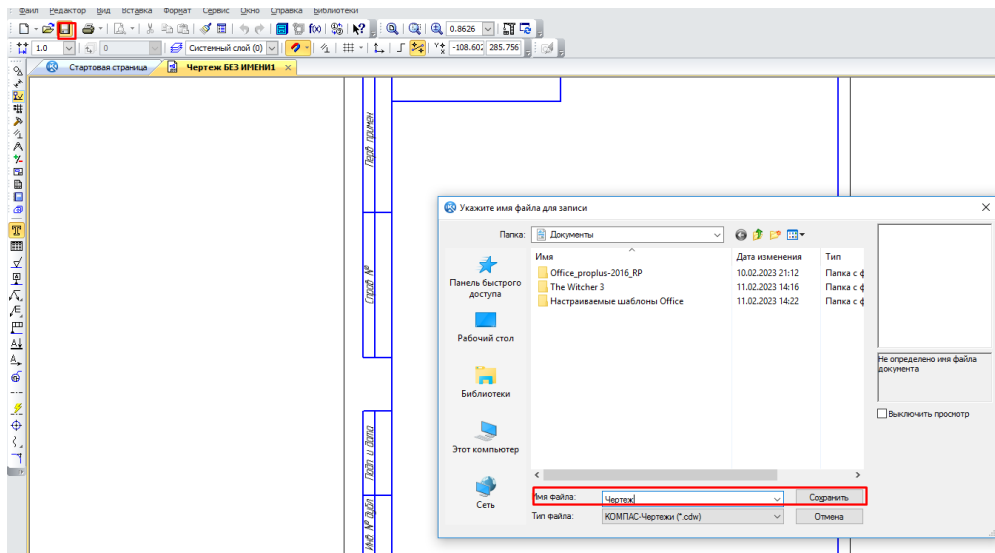 Файл Редактор Вид Вставка Формат Сервис Окно Справка Библиотеки
0.8626
1.0 0 Системный слой (0) -108.602 285.756
Стартовая страница Чертеж БЕЗ ИМЕНИ1
Перв примен
Справ №
Подп и дата
Инв № дубл
Укажите имя файла для записи
Папка: Документы
Имя Дата изменения Тип
Office_proplus-2016_RP 10.02.2023 21:12 Папка с ф
The Witcher 3 11.02.2023 14:16 Папка с ф
Настраиваемые шаблоны Office 11.02.2023 14:22 Папка с ф
Панель быстрого
доступа
Рабочий стол
Библиотеки
Этот компьютер
Сеть
Не определено имя файла
документа
Выключить просмотр
Имя файла: Чертеж Сохранить
Тип файла: КОМПАС-Чертежи (*.cdw) Отмена